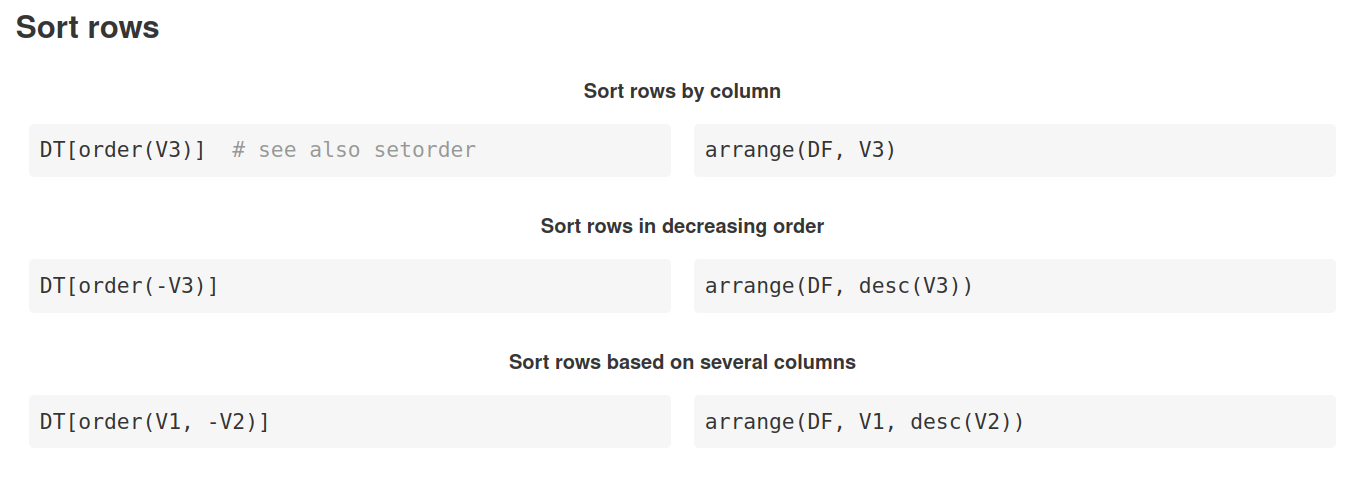 Sort rows
Sort rows by column
DT[order(V3)]  # see also setorder
arrange(DF, V3)
Sort rows in decreasing order
DT[order(-V3)]
arrange(DF, desc(V3))
Sort rows based on several columns
DT[order(V1, -V2)]
arrange(DF, V1, desc(V2))